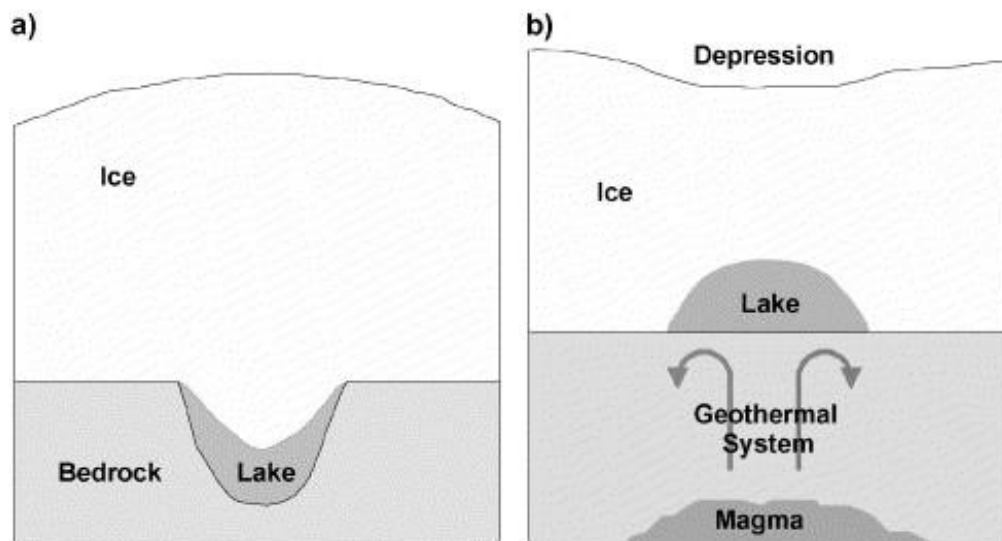 a)
Ice
Bedrock
Lake
b)
Depression
Ice
Lake
Geothermal
System
Magma